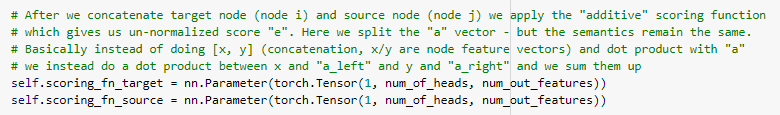 # After we concatenate target node (node i) and source node (node j) we apply the "additive" scoring function
# which gives us un-normalized score "e". Here we split the "a" vector - but the semantics remain the same.
# Basically instead of doing [x, y] (concatenation, x/y are node feature vectors) and dot product with "a"
# we instead do a dot product between x and "a_left" and y and "a_right" and we sum them up
self.scoring_fn_target = nn.Parameter(torch.Tensor(1, num_of_heads, num_out_features))
self.scoring_fn_source = nn.Parameter(torch.Tensor(1, num_of_heads, num_out_features))